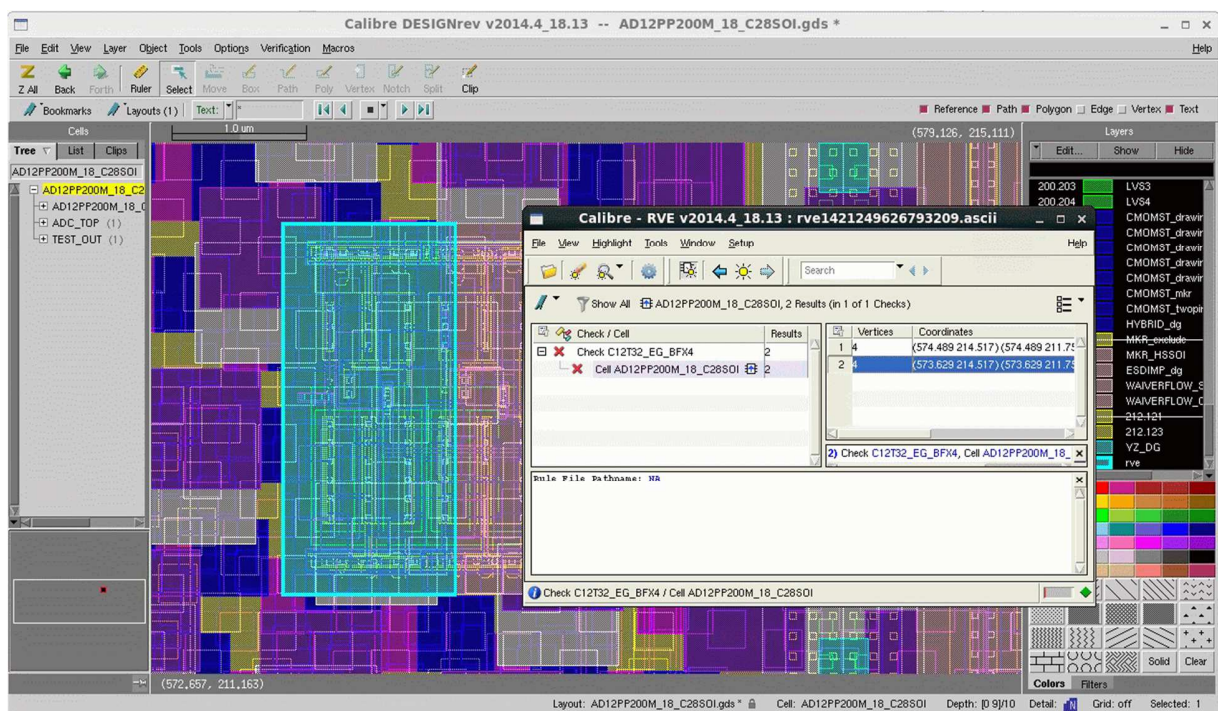 Calibre DESIGNrev v2014.4_18.13 -- AD12PP200M_18_C28SOI.gds *
File Edit View Layer Object Tools Options Verification Macros Help
Z All Back Forth Ruler Select Move Box Path Poly Vertex Notch Split Clip
Bookmarks Layouts (1) Text: * Reference Path Polygon Edge Vertex Text
Cells
1.0 um
(579.126, 215.111)
Layers
Tree List Clips
Edit... Show Hide
AD12PP200M_18_C28SOI
AD12PP200M_18_C2
AD12PP200M_18_C
ADC_TOP (1)
TEST_OUT (1)
200.203 LVS3
200.204 LVS4
CMOMST_drawin
CMOMST_drawin
CMOMST_drawin
CMOMST_drawin
CMOMST_drawin
CMOMST_mkr
CMOMST_twopin
HYBRID_dg
MKR_exclude
MKR_HSSOI
ESDIMP_dg
WAIVERFLOW_S
WAIVERFLOW_C
212.121
212.123
YZ_DG
rve
Calibre - RVE v2014.4_18.13 : rve1421249626793209.ascii
File View Highlight Tools Window Setup Help
Search
Show All AD12PP200M_18_C28SOI, 2 Results (in 1 of 1 Checks)
Check / Cell Results
Check C12T32_EG_BFX4 2
Cell AD12PP200M_18_C28SOI 2
Vertices Coordinates
1 4 (574.489 214.517)(574.489 211.75
2 4 (573.629 214.517)(573.629 211.75
2) Check C12T32_EG_BFX4, Cell AD12PP200M_18_
Rule File Pathname: NA
Check C12T32_EG_BFX4 / Cell AD12PP200M_18_C28SOI
Solid Clear
Colors Filters
(572.657, 211.163)
Layout: AD12PP200M_18_C28SOI.gds * Cell: AD12PP200M_18_C28SOI Depth: [0 9]/10 Detail: Grid: off Selected: 1